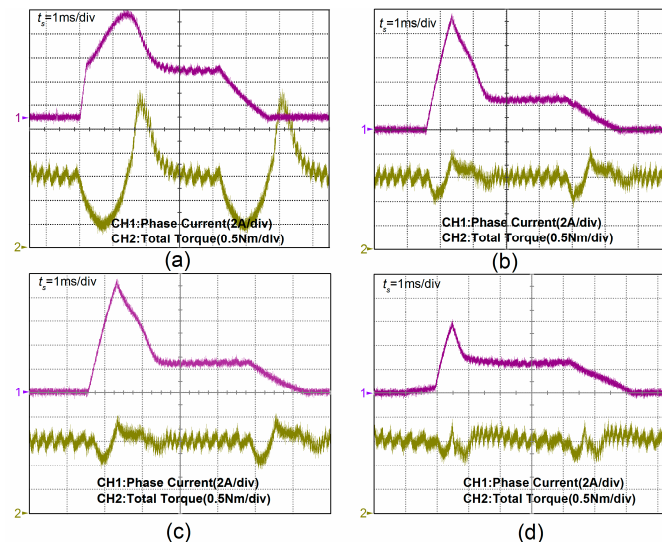 tₛ=1ms/div
1
CH1:Phase Current(2A/div)
CH2:Total Torque(0.5Nm/div)
2
(a)
tₛ=1ms/div
1
CH1:Phase Current(2A/div)
CH2:Total Torque(0.5Nm/div)
2
(b)
tₛ=1ms/div
1
CH1:Phase Current(2A/div)
CH2:Total Torque(0.5Nm/div)
2
(c)
tₛ=1ms/div
1
CH1:Phase Current(2A/div)
CH2:Total Torque(0.5Nm/div)
2
(d)